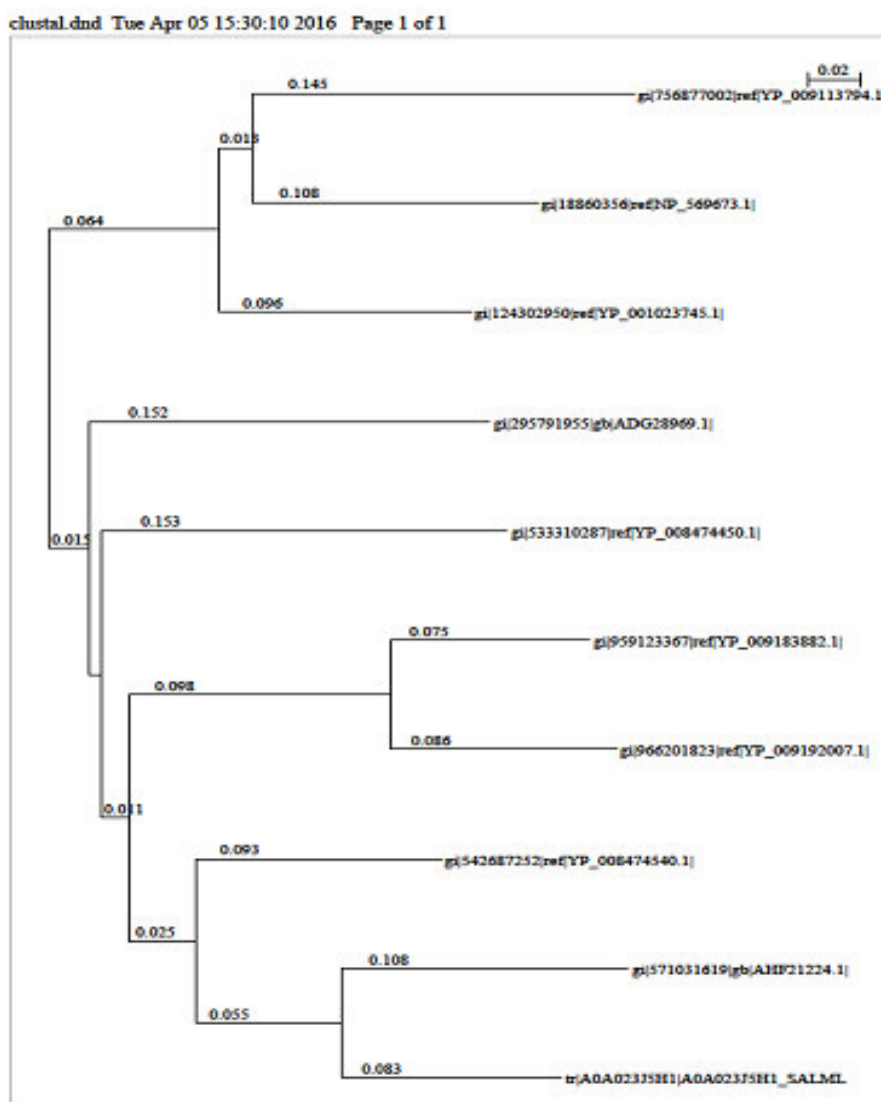 clustal.dnd Tue Apr 05 15:30:10 2016 Page 1 of 1
0.02
0.145
gi|756877002|ref|YP_009113794.1
0.013
0.108
gi|18860356|ref|NP_569673.1|
0.064
0.096
gi|124302950|ref|YP_001023745.1|
0.152
gi|295791955|gb|ADG28969.1|
0.153
gi|533310287|ref|YP_008474450.1|
0.015
0.075
gi|959123367|ref|YP_009183882.1|
0.098
0.086
gi|966201823|ref|YP_009192007.1|
0.011
0.093
gi|542687252|ref|YP_008474540.1|
0.025
0.108
gi|571031619|gb|AHF21224.1|
0.055
0.083
tr|A0A023J5H1|A0A023J5H1_SALML